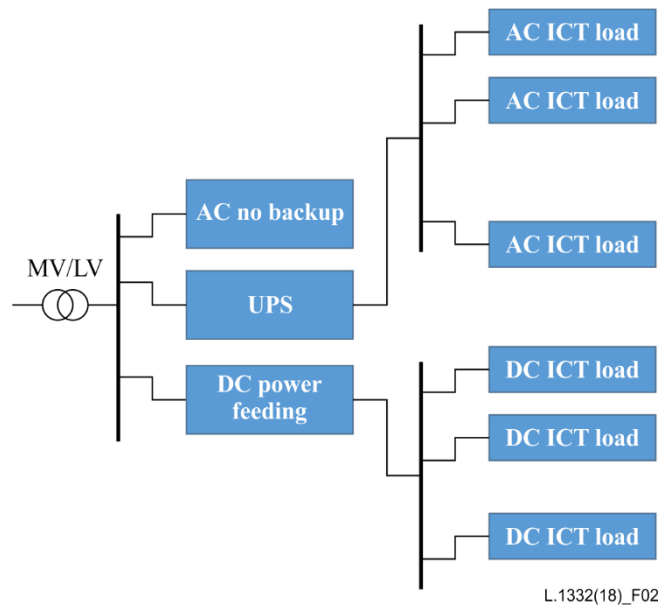 AC ICT load
AC ICT load
AC no backup
AC ICT load
MV/LV
UPS
DC power
feeding
DC ICT load
DC ICT load
DC ICT load
L.1332(18)_F02